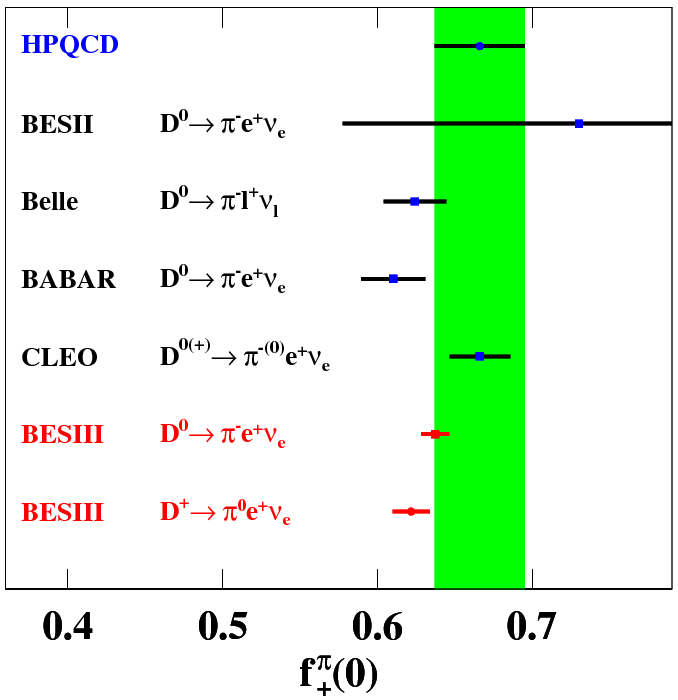 HPQCD
BESII D⁰→ π⁻e⁺νₑ
Belle D⁰→ π⁻l⁺νₗ
BABAR D⁰→ π⁻e⁺νₑ
CLEO D⁰⁽⁺⁾→ π⁻⁽⁰⁾e⁺νₑ
BESIII D⁰→ π⁻e⁺νₑ
BESIII D⁺→ π⁰e⁺νₑ
0.4 0.5 0.6 0.7
f₊^π(0)